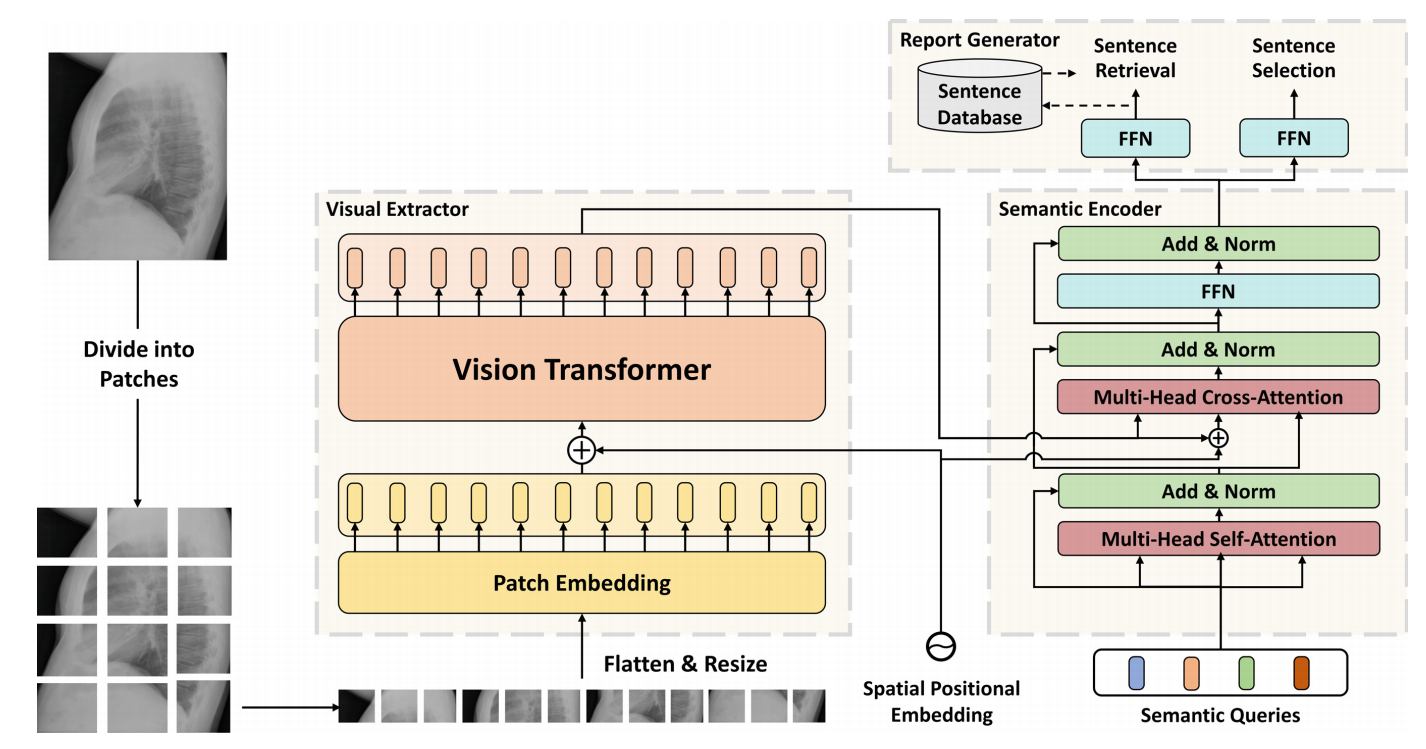 Report Generator
Sentence
Retrieval
Sentence
Selection
Sentence
Database
FFN
FFN
Divide into
Patches
Visual Extractor
Vision Transformer
Patch Embedding
Flatten & Resize
Spatial Positional
Embedding
Semantic Encoder
Add & Norm
FFN
Add & Norm
Multi-Head Cross-Attention
Add & Norm
Multi-Head Self-Attention
Semantic Queries